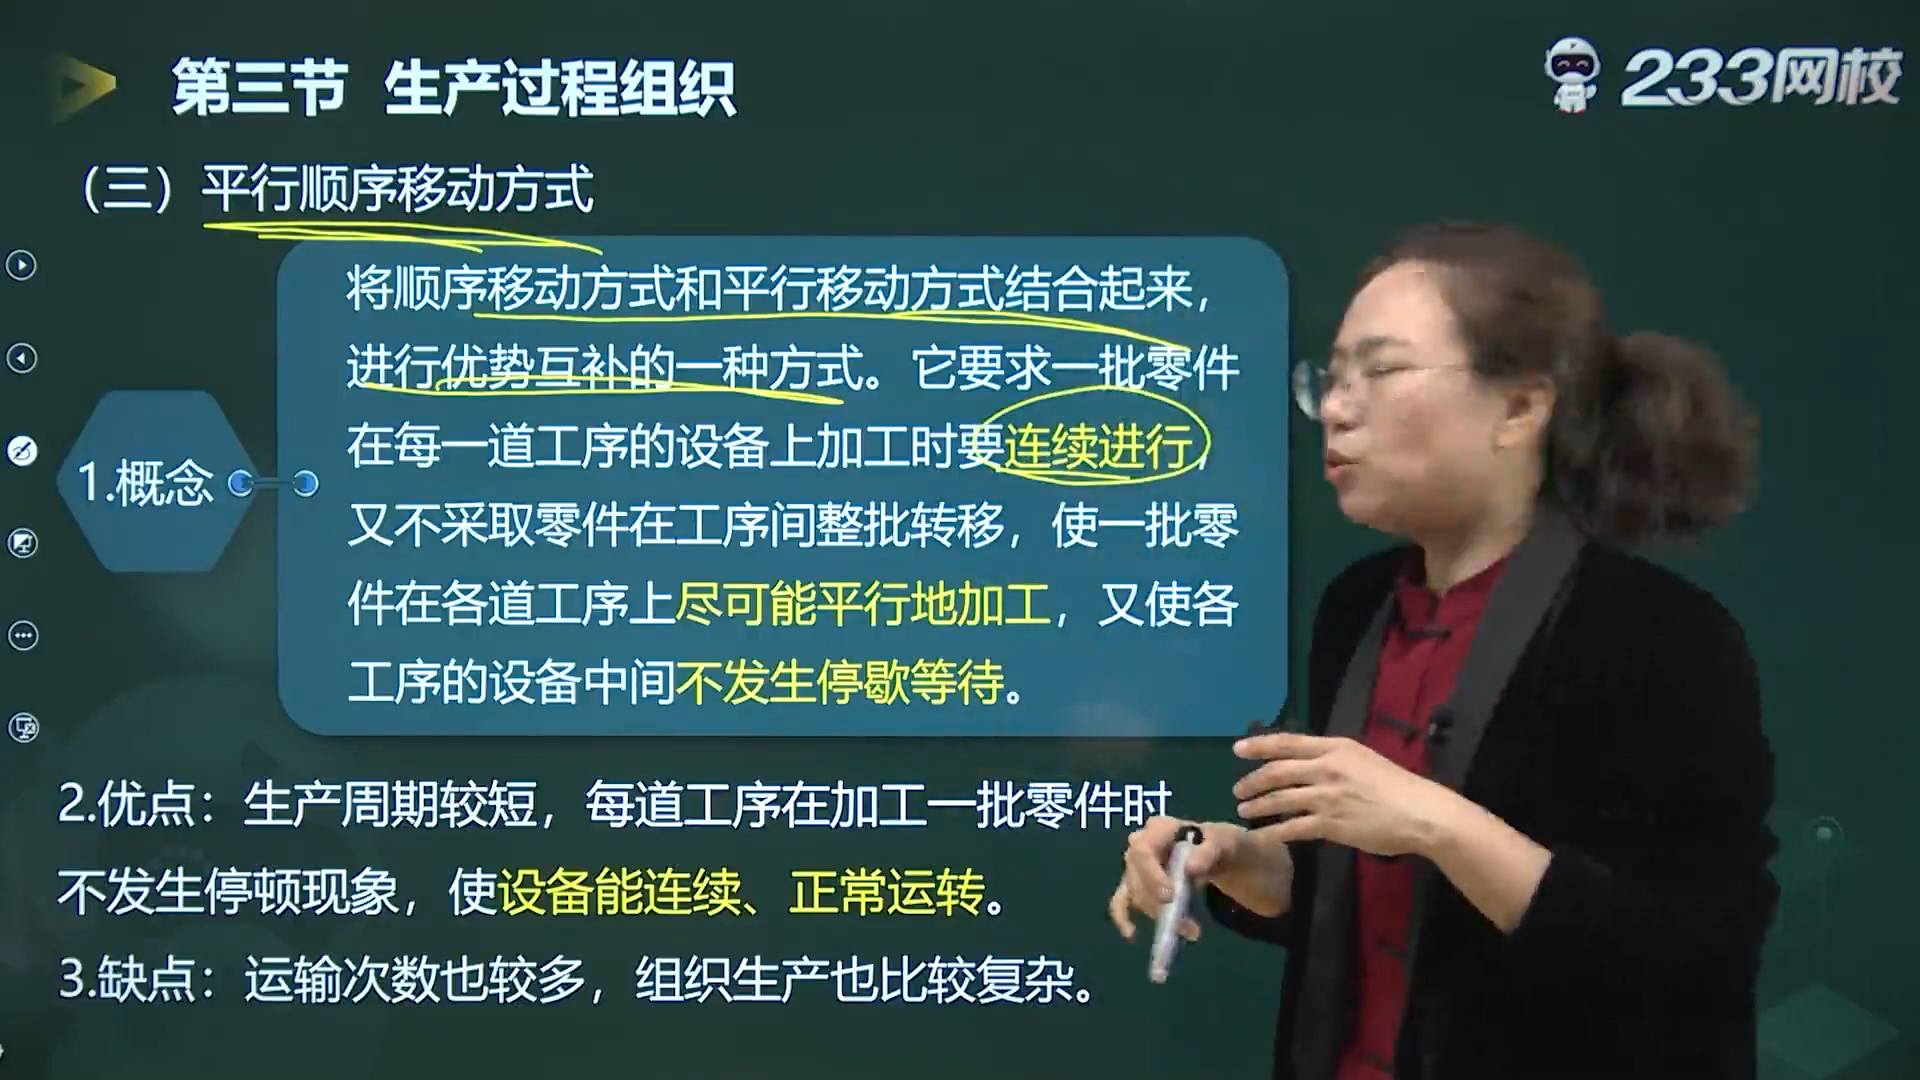 第三节 生产过程组织
233网校
（三）平行顺序移动方式
将顺序移动方式和平行移动方式结合起来，
进行优势互补的一种方式。它要求一批零件
在每一道工序的设备上加工时要连续进行，
又不采取零件在工序间整批转移，使一批零
件在各道工序上尽可能平行地加工，又使各
工序的设备中间不发生停歇等待。
1.概念
2.优点：生产周期较短，每道工序在加工一批零件时
不发生停顿现象，使设备能连续、正常运转。
3.缺点：运输次数也较多，组织生产也比较复杂。